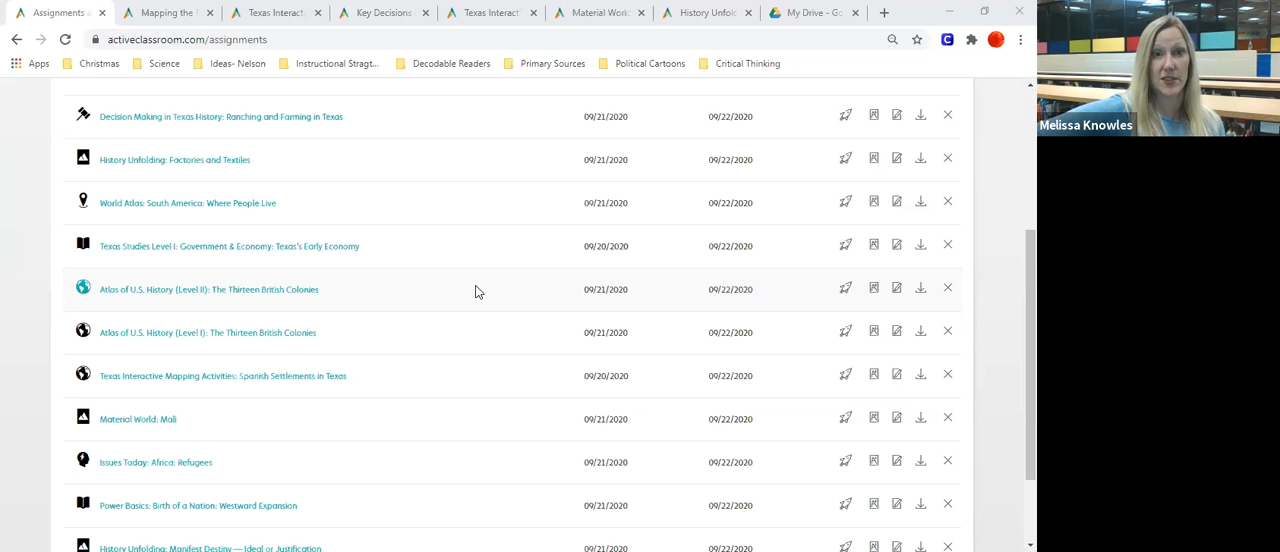 Assignments a
Mapping the
Texas Interact
Key Decisions
Texas Interact
Material Work
History Unfol
My Drive - Go
activeclassroom.com/assignments
Apps Christmas Science Ideas- Nelson Instructional Strategi... Doodable Readers Primary Sources Political Cartoons Critical Thinking
Melissa Knowles
Decision Making in Texas History: Ranching and Farming in Texas 09/21/2020 09/22/2020
History Unfolding: Factories and Textiles 09/21/2020 09/22/2020
World Atlas: South America: Where People Live 09/21/2020 09/22/2020
Texas Studies Level I: Government & Economy: Texas's Early Economy 09/20/2020 09/22/2020
Atlas of U.S. History (Level II): The Thirteen British Colonies 09/21/2020 09/22/2020
Atlas of U.S. History (Level I): The Thirteen British Colonies 09/21/2020 09/22/2020
Texas Interactive Mapping Activities: Spanish Settlements in Texas 09/20/2020 09/22/2020
Material World: Mali 09/21/2020 09/22/2020
Issues Today: Africa: Refugees 09/21/2020 09/22/2020
Power Basics: Birth of a Nation: Westward Expansion 09/21/2020 09/22/2020
History Unfolding: Manifest Destiny — Ideal or Justification 09/21/2020 09/22/2020